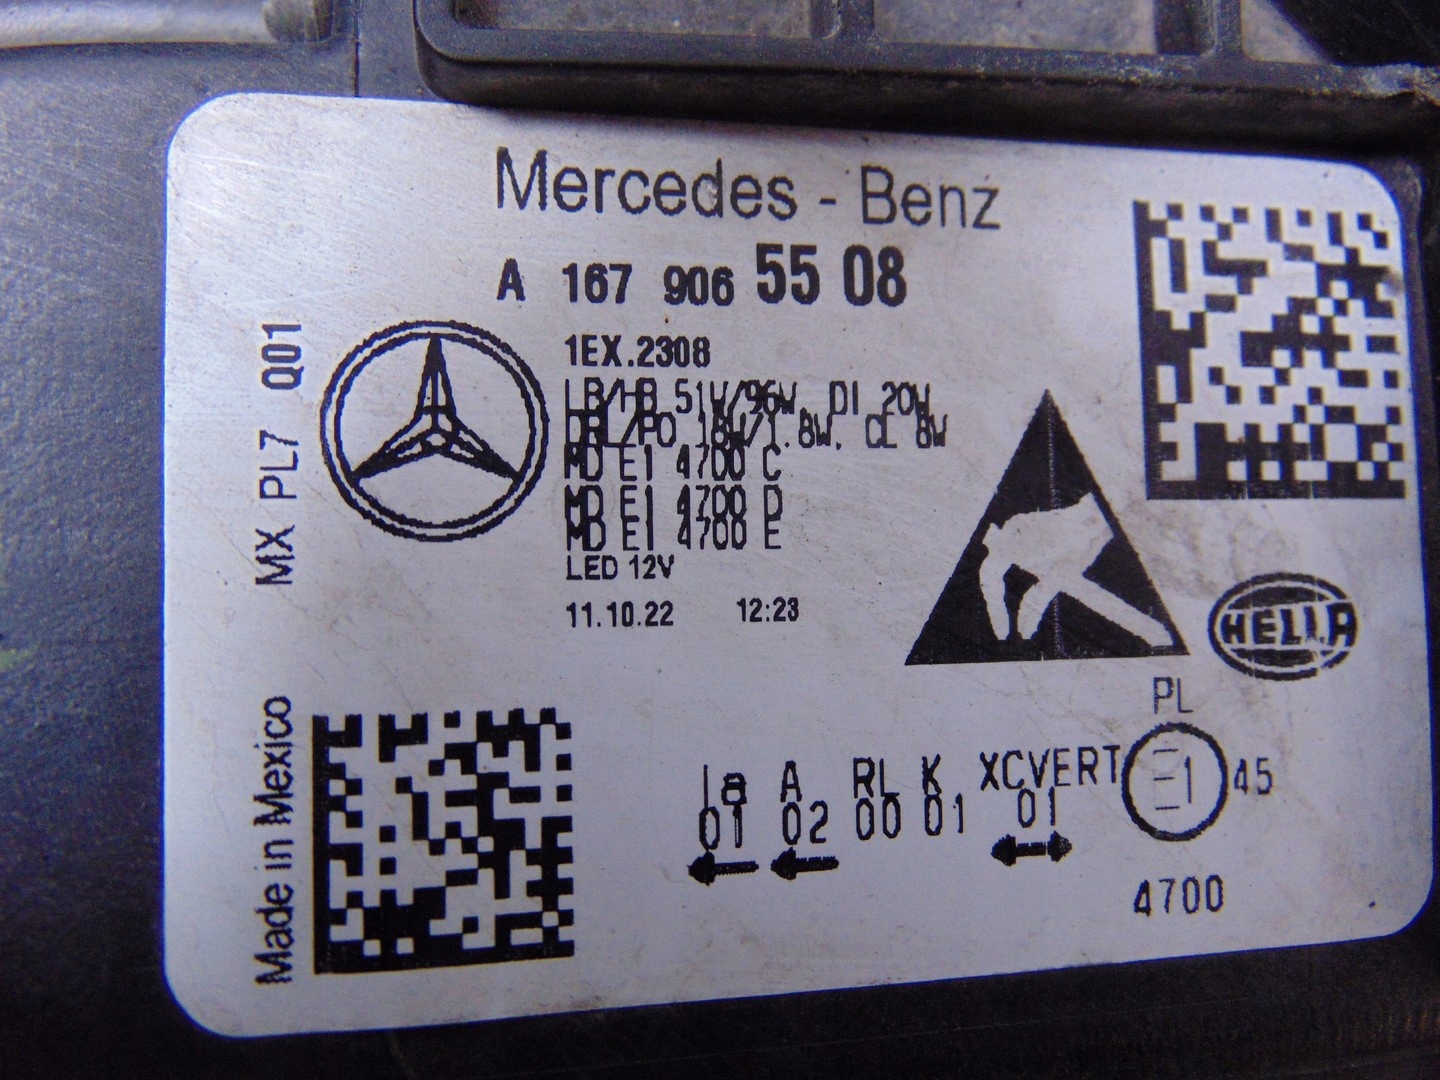 Mercedes - Benz
A 167 906 55 08
1EX.2308
LB/HB 51W/96W, DI 20W
DRL/PO 18W/1.8W, CL 8W
MD E1 4700 C
MD E1 4700 D
MD E1 4700 E
LED 12V
11.10.22 12:23
MX PL7 Q01
Made in Mexico
HELLA
PL
Ia A RL K XCVERT E1 45
01 02 00 01 01
4700